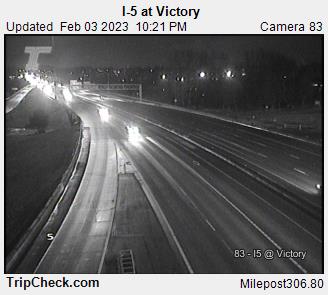 I-5 at Victory
Updated Feb 03 2023 10:21 PM Camera 83
83 - I5 @ Victory
TripCheck.com Milepost306.80